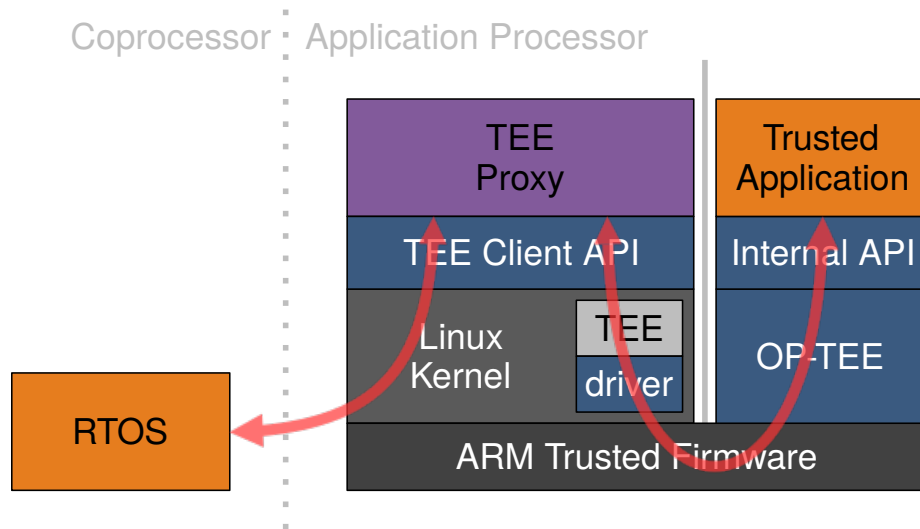 Coprocessor
Application Processor
TEE
Proxy
Trusted
Application
TEE Client API
Internal API
Linux
Kernel
TEE
driver
OP-TEE
RTOS
ARM Trusted Firmware